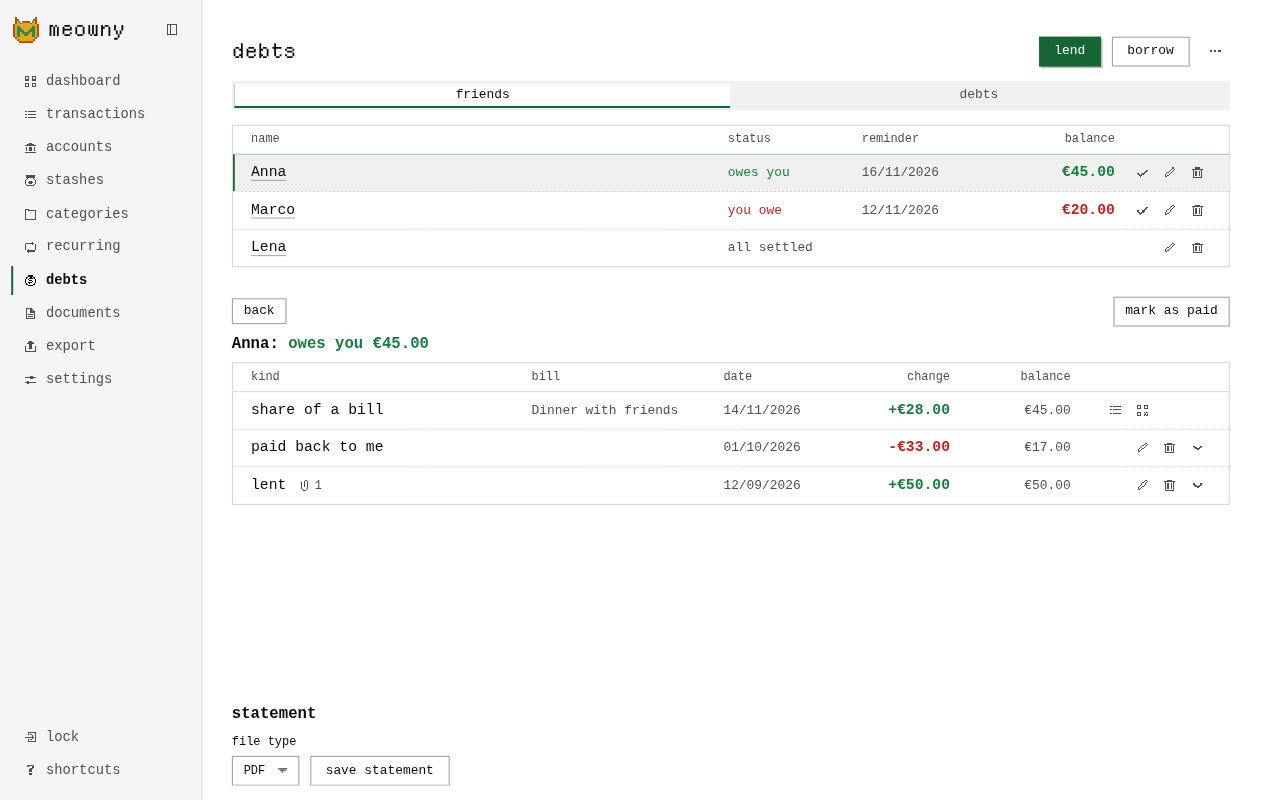 meowny
dashboard
transactions
accounts
stashes
categories
recurring
debts
documents
export
settings
lock
? shortcuts
debts
lend
borrow
...
friends
debts
name status reminder balance
Anna owes you 16/11/2026 €45.00
Marco you owe 12/11/2026 €20.00
Lena all settled
back
mark as paid
Anna: owes you €45.00
kind bill date change balance
share of a bill Dinner with friends 14/11/2026 +€28.00 €45.00
paid back to me 01/10/2026 -€33.00 €17.00
lent 1 12/09/2026 +€50.00 €50.00
statement
file type
PDF
save statement